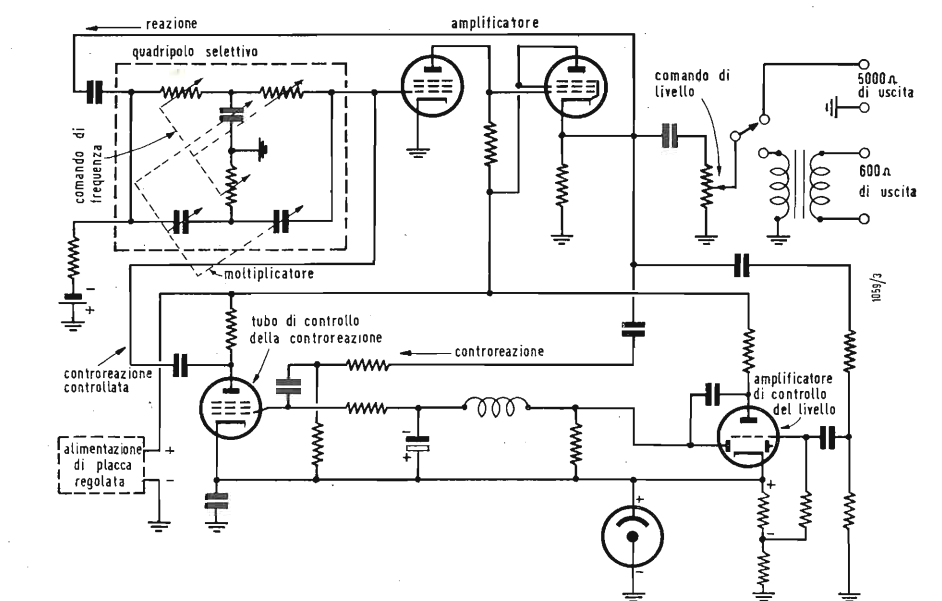 reazione
amplificatore
quadripolo selettivo
comando di
frequenza
moltiplicatore
comando di
livello
5000 Ω
di uscita
600 Ω
di uscita
1059/3
tubo di controllo
della controreazione
controreazione
controreazione
controllata
amplificatore
di controllo
del livello
alimentazione
di placca
regolata
+
-
-
+
-
+
+
-
+
-